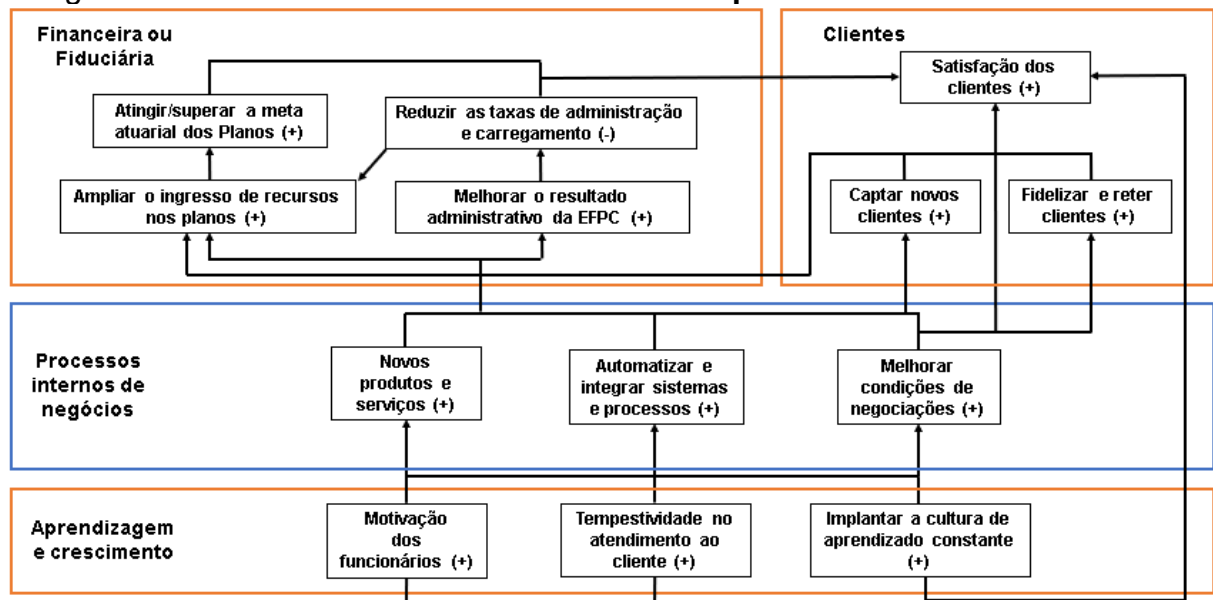 Financeira ou
Fiduciária
Clientes
Satisfação dos
clientes (+)
Atingir/superar a meta
atuarial dos Planos (+)
Reduzir as taxas de administração
e carregamento (-)
Ampliar o ingresso de recursos
nos planos (+)
Melhorar o resultado
administrativo da EFPC (+)
Captar novos
clientes (+)
Fidelizar e reter
clientes (+)
Processos
internos de
negócios
Novos
produtos e
serviços (+)
Automatizar e
integrar sistemas
e processos (+)
Melhorar
condições de
negociações (+)
Aprendizagem
e crescimento
Motivação
dos
funcionários (+)
Tempestividade no
atendimento ao
cliente (+)
Implantar a cultura de
aprendizado constante
(+)